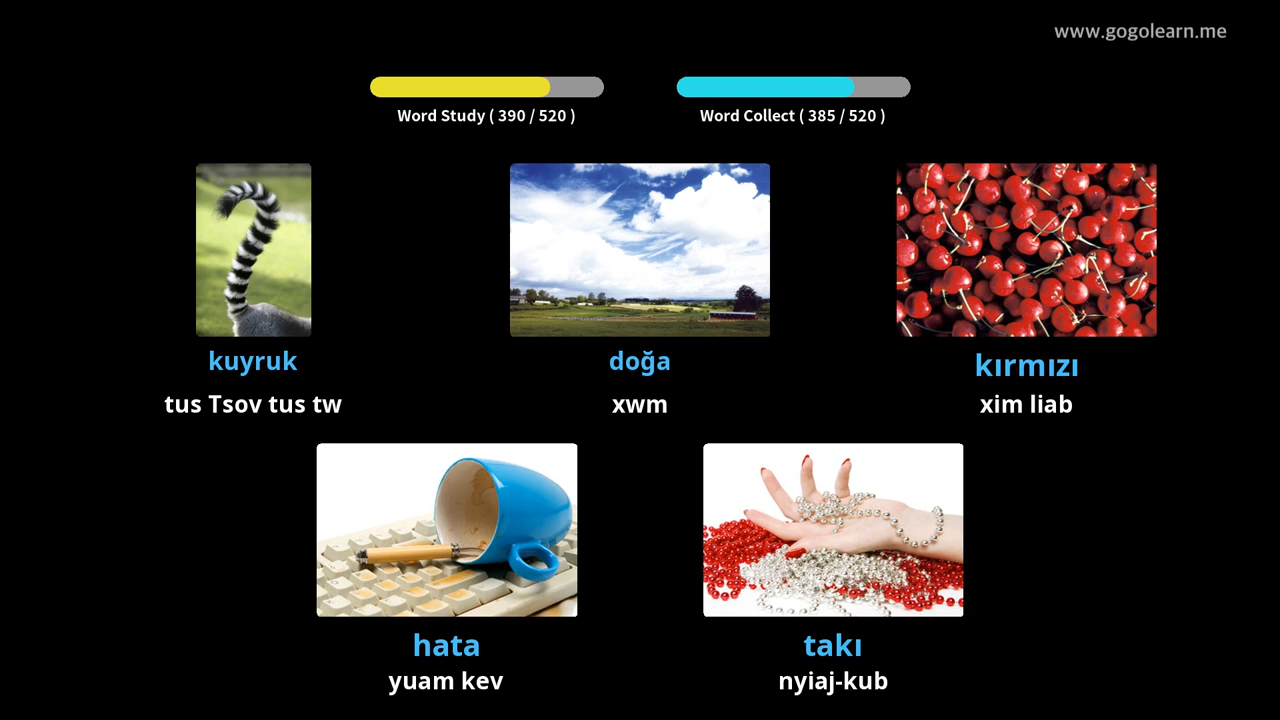 www.gogolearn.me
Word Study ( 390 / 520 )
Word Collect ( 385 / 520 )
kuyruk
doğa
kırmızı
tus Tsov tus tw
xwm
xim liab
hata
takı
yuam kev
nyiaj-kub